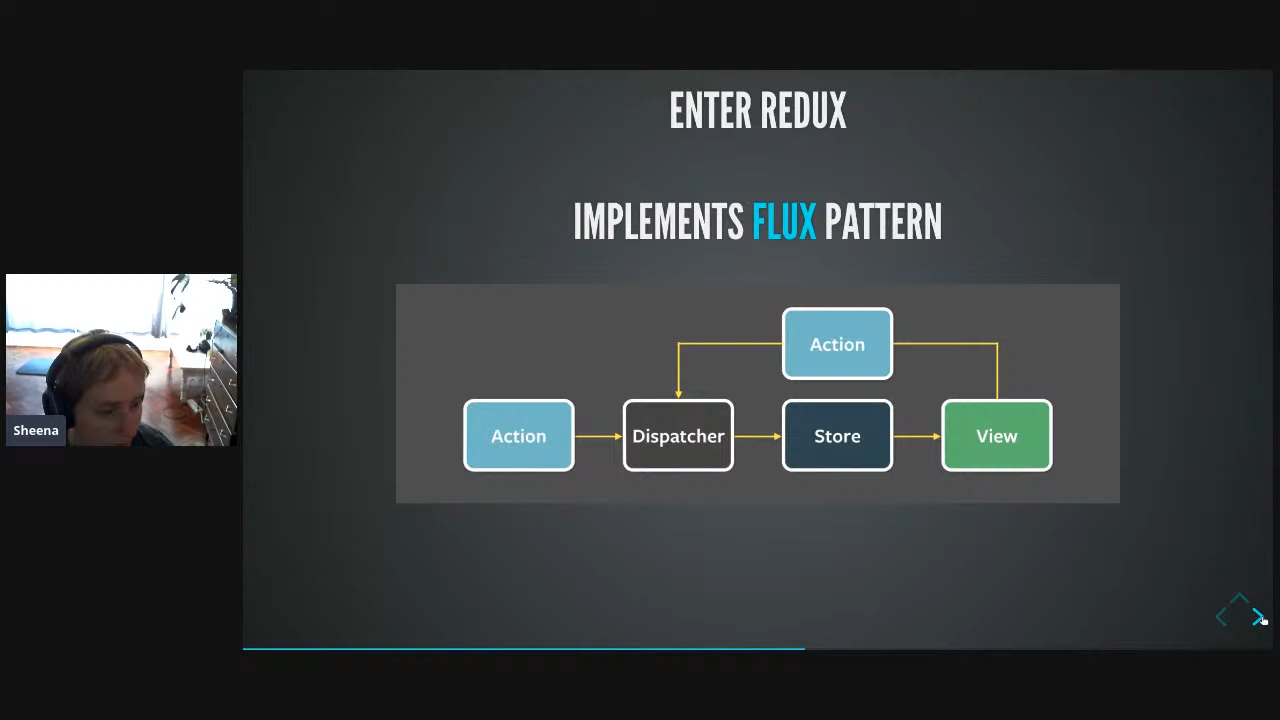 ENTER REDUX
IMPLEMENTS FLUX PATTERN
Action
Action
Dispatcher
Store
View
Sheena